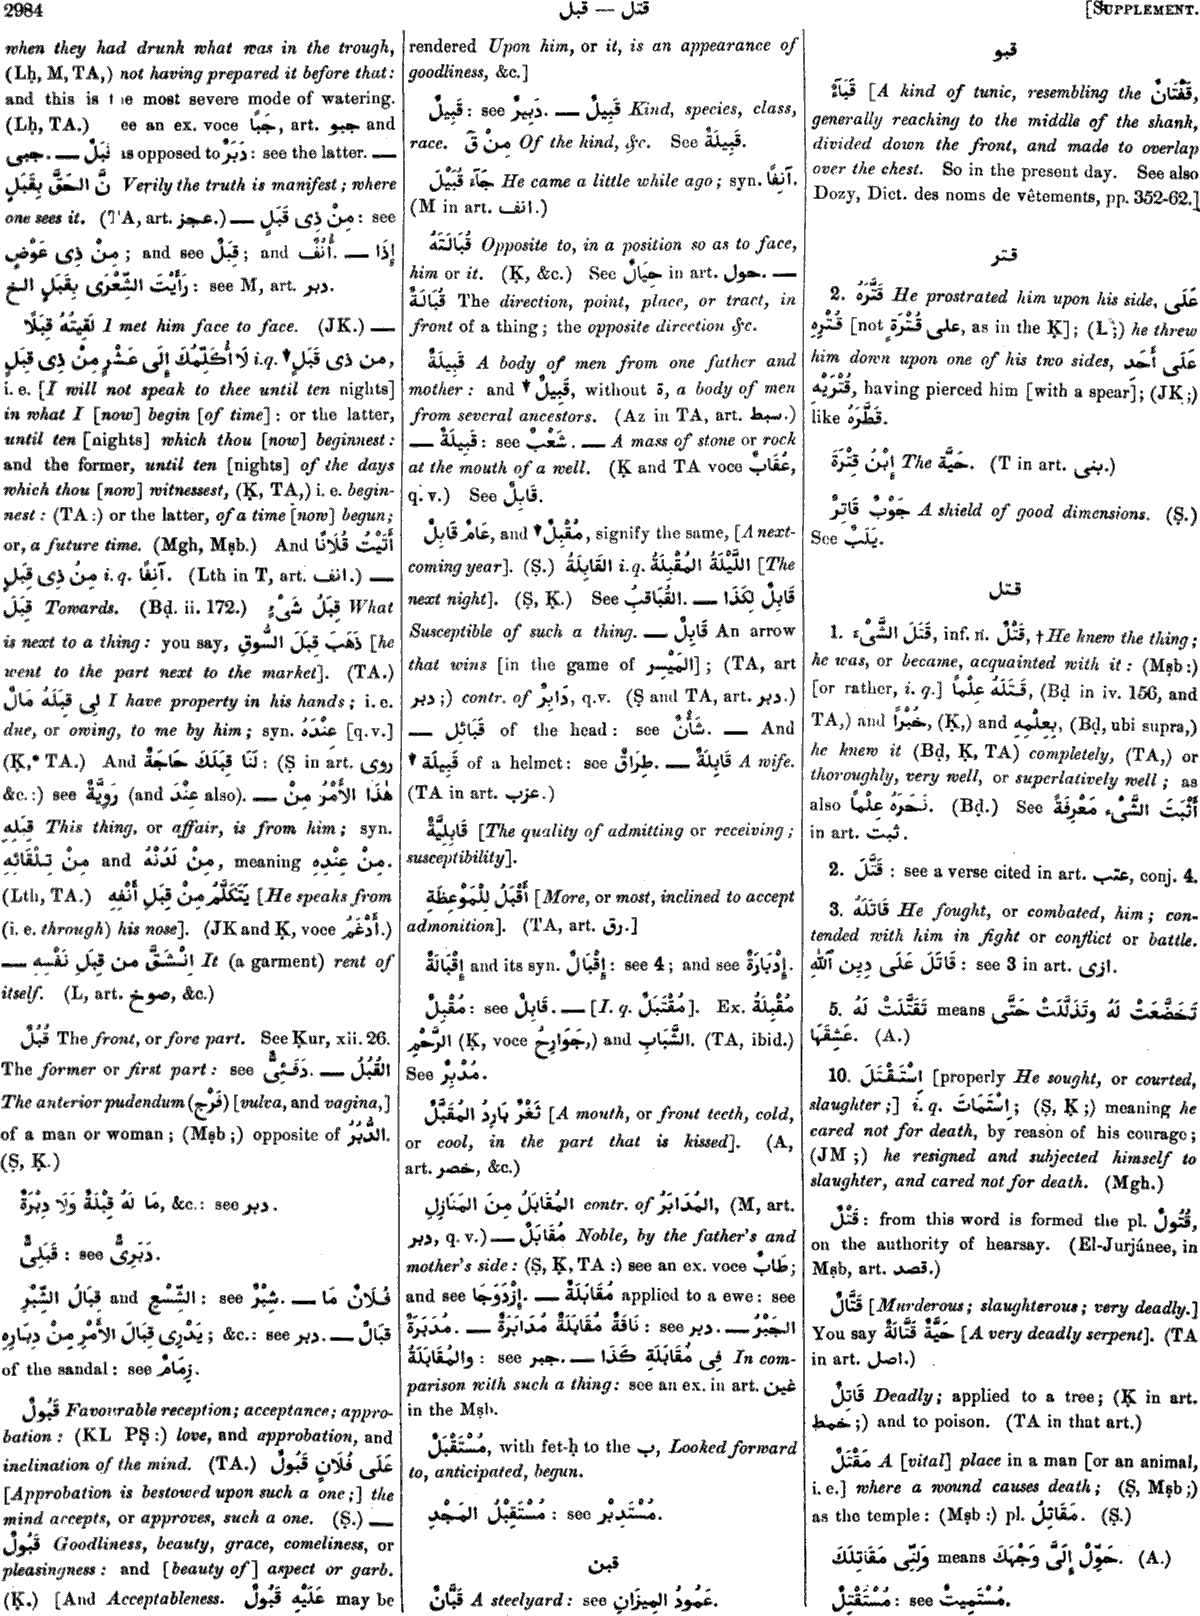 2984
قتل — قبل
[SUPPLEMENT.
when they had drunk what was in the trough,
(Lḥ, M, TA,) not having prepared it before that:
and this is the most severe mode of watering.
(Lḥ, TA.) ee an ex. voce جَبًا, art. جبو and
جبى. — قَبَلٌ is opposed to دَبَرٌ: see the latter. —
نَّ الحَقَّ بِقَبَلٍ Verily the truth is manifest; where
one sees it. (TA, art. عجز.) — مِنْ ذِى قَبَلٍ: see
مِنْ ذِى عَوْضٍ; and see قِبَلٌ; and أُنُفٌ. — إِذَا
رَأَيْتَ الشِّعْرَى بِقَبَلٍ الخ: see M, art. دبر.
لَقِيتُهُ قَبَلًا I met him face to face. (JK.) —
لَا أُكَلِّمُكَ إِلَى عَشْرٍ مِنْ ذِى قِبَلٍ i.q. من ذى قَبَلٍ,
i. e. [I will not speak to thee until ten nights]
in what I [now] begin [of time]: or the latter,
until ten [nights] which thou [now] beginnest:
and the former, until ten [nights] of the days
which thou [now] witnessest, (Ḳ, TA,) i. e. begin-
nest: (TA:) or the latter, of a time [now] begun;
or, a future time. (Mgh, Mṣb.) And أَتَيْتُ فُلَانًا
مِنْ ذِى قِبَلٍ i. q. آنِفًا. (Lth in T, art. انف.) —
قِبَلَ Towards. (Bḍ. ii. 172.) قِبَلُ شَىْءٍ What
is next to a thing: you say, ذَهَبَ قِبَلَ السُّوقِ [he
went to the part next to the market]. (TA.)
لِى قِبَلَهُ مَالٌ I have property in his hands; i. e.
due, or owing, to me by him; syn. عِنْدَهُ [q. v.]
(Ḳ,* TA.) And لَنَا قِبَلَكَ حَاجَةٌ: (Ṣ in art. روى
&c.:) see رَوِيَّةٌ (and عِنْدَ also). — هٰذَا الأَمْرُ مِنْ
قِبَلِهِ This thing, or affair, is from him; syn.
مِنْ تِلْقَائِهِ and مِنْ لَدُنْهُ, meaning مِنْ عِنْدِهِ.
(Lth, TA.) يَتَكَلَّمُ مِنْ قِبَلِ أَنْفِهِ [He speaks from
(i. e. through) his nose]. (JK and Ḳ, voce أَدْغَمُ.)
— انْشَقَّ من قِبَلِ نَفْسِهِ It (a garment) rent of
itself. (L, art. صوخ, &c.)
قُبُلٌ The front, or fore part. See Ḳur, xii. 26.
The former or first part: see دَفَئِىٌّ. — القُبُلُ
The anterior pudendum (فَرْج) [vulva, and vagina,]
of a man or woman; (Mṣb;) opposite of الدُّبُرُ.
(Ṣ, Ḳ.)
مَا لَهُ قِبْلَةٌ وَلَا دِبْرَةٌ, &c.: see دبر.
قَبَلِىٌّ: see دَبَرِىٌّ.
قِبَالُ الشِّبْرِ and الشِّسْعِ: see شِبْرٌ. — فُلَانٌ مَا
يَدْرِى قِبَالَ الأَمْرِ مِنْ دِبَارِهِ; &c.: see دبر. — قِبَالٌ
of the sandal: see زِمَامٌ.
قَبُولٌ Favourable reception; acceptance; appro-
bation: (KL PṢ:) love, and approbation, and
inclination of the mind. (TA.) عَلَى فُلَانٍ قَبُولٌ
[Approbation is bestowed upon such a one;] the
mind accepts, or approves, such a one. (Ṣ.) —
قَبُولٌ Goodliness, beauty, grace, comeliness, or
pleasingness: and [beauty of] aspect or garb.
(Ḳ.) [And Acceptableness. عَلَيْهِ قَبُولٌ may be
rendered Upon him, or it, is an appearance of
goodliness, &c.]
قَبِيلٌ: see دَبِيرٌ. — قَبِيلٌ Kind, species, class,
race. مِنْ قَ Of the kind, &c. See قَبِيلَةٌ.
جَآءَ قُبَيْلَ He came a little while ago; syn. آنِفًا.
(M in art. انف.)
قُبَالَتَهُ Opposite to, in a position so as to face,
him or it. (Ḳ, &c.) See حِيَالٌ in art. حول. —
قُبَالَةٌ The direction, point, place, or tract, in
front of a thing; the opposite direction &c.
قَبِيلَةٌ A body of men from one father and
mother: and قَبِيلٌ, without ة, a body of men
from several ancestors. (Az in TA, art. سبط.)
— قَبِيلَةٌ: see شَعْبٌ. — A mass of stone or rock
at the mouth of a well. (Ḳ and TA voce عُقَابٌ,
q. v.) See قَابِلٌ.
عَامٌ قَابِلٌ, and مُقْبِلٌ, signify the same, [A next-
coming year]. (Ṣ.) القَابِلَةُ i.q. اللَّيْلَةُ المُقْبِلَةُ [The
next night]. (Ṣ, Ḳ.) See القُبَاقِبُ. — قَابِلٌ لِكَذَا
Susceptible of such a thing. — قَابِلٌ An arrow
that wins [in the game of المَيْسِر]; (TA, art
دبر;) contr. of دَابِرٌ, q.v. (Ṣ and TA, art. دبر.)
— قَبَائِل of the head: see شَأْنٌ. — And
قَبِيلَة of a helmet: see طِرَاقٌ. — قَابِلَةٌ A wife.
(TA in art. عزب.)
قَابِلِيَّةٌ [The quality of admitting or receiving;
susceptibility].
أَقْبَلُ لِلْمَوْعِظَةِ [More, or most, inclined to accept
admonition]. (TA, art. رق.]
إِقْبَالَةٌ and its syn. إِقْبَالٌ: see 4; and see إِدْبَارَةٌ.
مُقْبِلٌ: see قَابِلٌ. — [I. q. مُقْتَبَلٌ]. Ex. مُقْبِلَةُ
الرَّحْمِ (Ḳ, voce جَوَارِحُ,) and الشَّبَابِ. (TA, ibid.)
See مُدْبِرٌ.
ثَغْرٌ بَارِدُ المُقَبَّلِ [A mouth, or front teeth, cold,
or cool, in the part that is kissed]. (A,
art. خصر, &c.)
المُقَابَلُ مِنَ المَنَازِلِ contr. of المُدَابَرُ, (M, art.
دبر, q. v.) — مُقَابَلٌ Noble, by the father's and
mother's side: (Ṣ, Ḳ, TA:) see an ex. voce طَابٌ;
and see إِزْدَوَجَا. — مُقَابَلَةٌ applied to a ewe: see
مُدَبَرَةٌ. — نَاقَةٌ مُقَابَلَةٌ مُدَابَرَةٌ: see دبر. — الجَبْرُ
والمُقَابَلَةُ: see جبر. — فِى مُقَابَلَةِ كَذَا In com-
parison with such a thing: see an ex. in art. غبن
in the Mṣb.
مُسْتَقْبَلٌ, with fet-ḥ to the ب, Looked forward
to, anticipated, begun.
مُسْتَقْبِلُ المَجْدِ: see مُسْتَدْبِرٌ.
قبن
قَبَّانٌ A steelyard: see عَمُودُ المِيزَانِ.
قبو
قَبَآءٌ [A kind of tunic, resembling the قُفْتَانٌ,
generally reaching to the middle of the shank,
divided down the front, and made to overlap
over the chest. So in the present day. See also
Dozy, Dict. des noms de vêtements, pp. 352-62.]
قتر
2. قَتَّرَهُ He prostrated him upon his side, عَلَى
قُتْرِهِ [not على قُتْرَةٍ, as in the Ḳ]; (L;) he threw
him down upon one of his two sides, عَلَى أَحَدِ
قُتْرَيْهِ, having pierced him [with a spear]; (JK;)
like قَطَّرَهُ.
إِبْنُ قِتْرَةَ The حَيَّة. (T in art. بنى.)
جَوْبٌ قَاتِرٌ A shield of good dimensions. (Ṣ.)
See يَلَبٌ.
قتل
1. قَتَلَ الشَّىْءَ, inf. n. قَتْلٌ, †He knew the thing;
he was, or became, acquainted with it: (Mṣb:)
[or rather, i. q.] قَتَلَهُ عِلْمًا, (Bḍ in iv. 156, and
TA,) and خُبْرًا, (Ḳ,) and بِعِلْمِهِ, (Bḍ, ubi supra,)
he knew it (Bḍ, Ḳ, TA) completely, (TA,) or
thoroughly, very well, or superlatively well; as
also نَحَرَهُ عِلْمًا. (Bḍ.) See أَثْبَتَ الشَّىْءَ مَعْرِفَةً
in art. ثبت.
2. قَتَّلَ: see a verse cited in art. عتب, conj. 4.
3. قَاتَلَهُ He fought, or combated, him; con-
tended with him in fight or conflict or battle.
قَاتَلَ عَلَى دِينِ ٱللّٰهِ: see 3 in art. ازى.
5. تَقَتَّلَتْ لَهُ means تَخَضَّعَتْ لَهُ وَتَذَلَّلَتْ حَتَّى
عَشِقَهَا. (A.)
10. اسْتَقْتَلَ [properly He sought, or courted,
slaughter;] i. q. اسْتَمَاتَ; (Ṣ, Ḳ;) meaning he
cared not for death, by reason of his courage;
(JM;) he resigned and subjected himself to
slaughter, and cared not for death. (Mgh.)
قَتْلٌ: from this word is formed the pl. قُتُولٌ,
on the authority of hearsay. (El-Jurjánee, in
Mṣb, art. قصد.)
قَتَّالٌ [Murderous; slaughterous; very deadly.]
You say حَيَّةٌ قَتَّالَةٌ [A very deadly serpent]. (TA
in art. اصل.)
قَاتِلٌ Deadly; applied to a tree; (Ḳ in art.
خمط;) and to poison. (TA in that art.)
مَقْتَلٌ A [vital] place in a man [or an animal,
i. e.] where a wound causes death; (Ṣ, Mṣb;)
as the temple: (Mṣb:) pl. مَقَاتِلُ. (Ṣ.)
وَلِّنِى مَقَاتِلَكَ means حَوِّلْ إِلَىَّ وَجْهَكَ. (A.)
مُسْتَقْتِلٌ: see مُسْتَمِيتٌ.